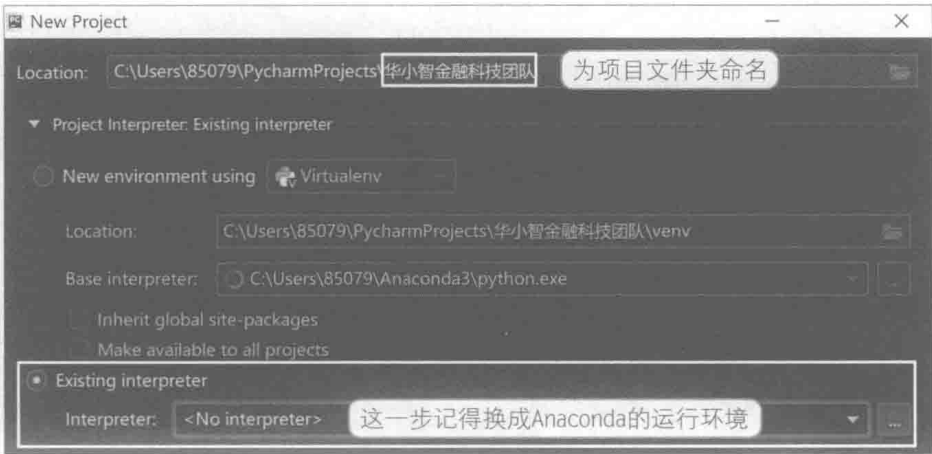 New Project
Location: C:\Users\85079\PycharmProjects\华小智金融科技团队 为项目文件夹命名
Project Interpreter: Existing interpreter
New environment using Virtualenv
Location: C:\Users\85079\PycharmProjects\华小智金融科技团队\venv
Base interpreter: C:\Users\85079\Anaconda3\python.exe
Inherit global site-packages
Make available to all projects
Existing interpreter
Interpreter: <No interpreter> 这一步记得换成Anaconda的运行环境